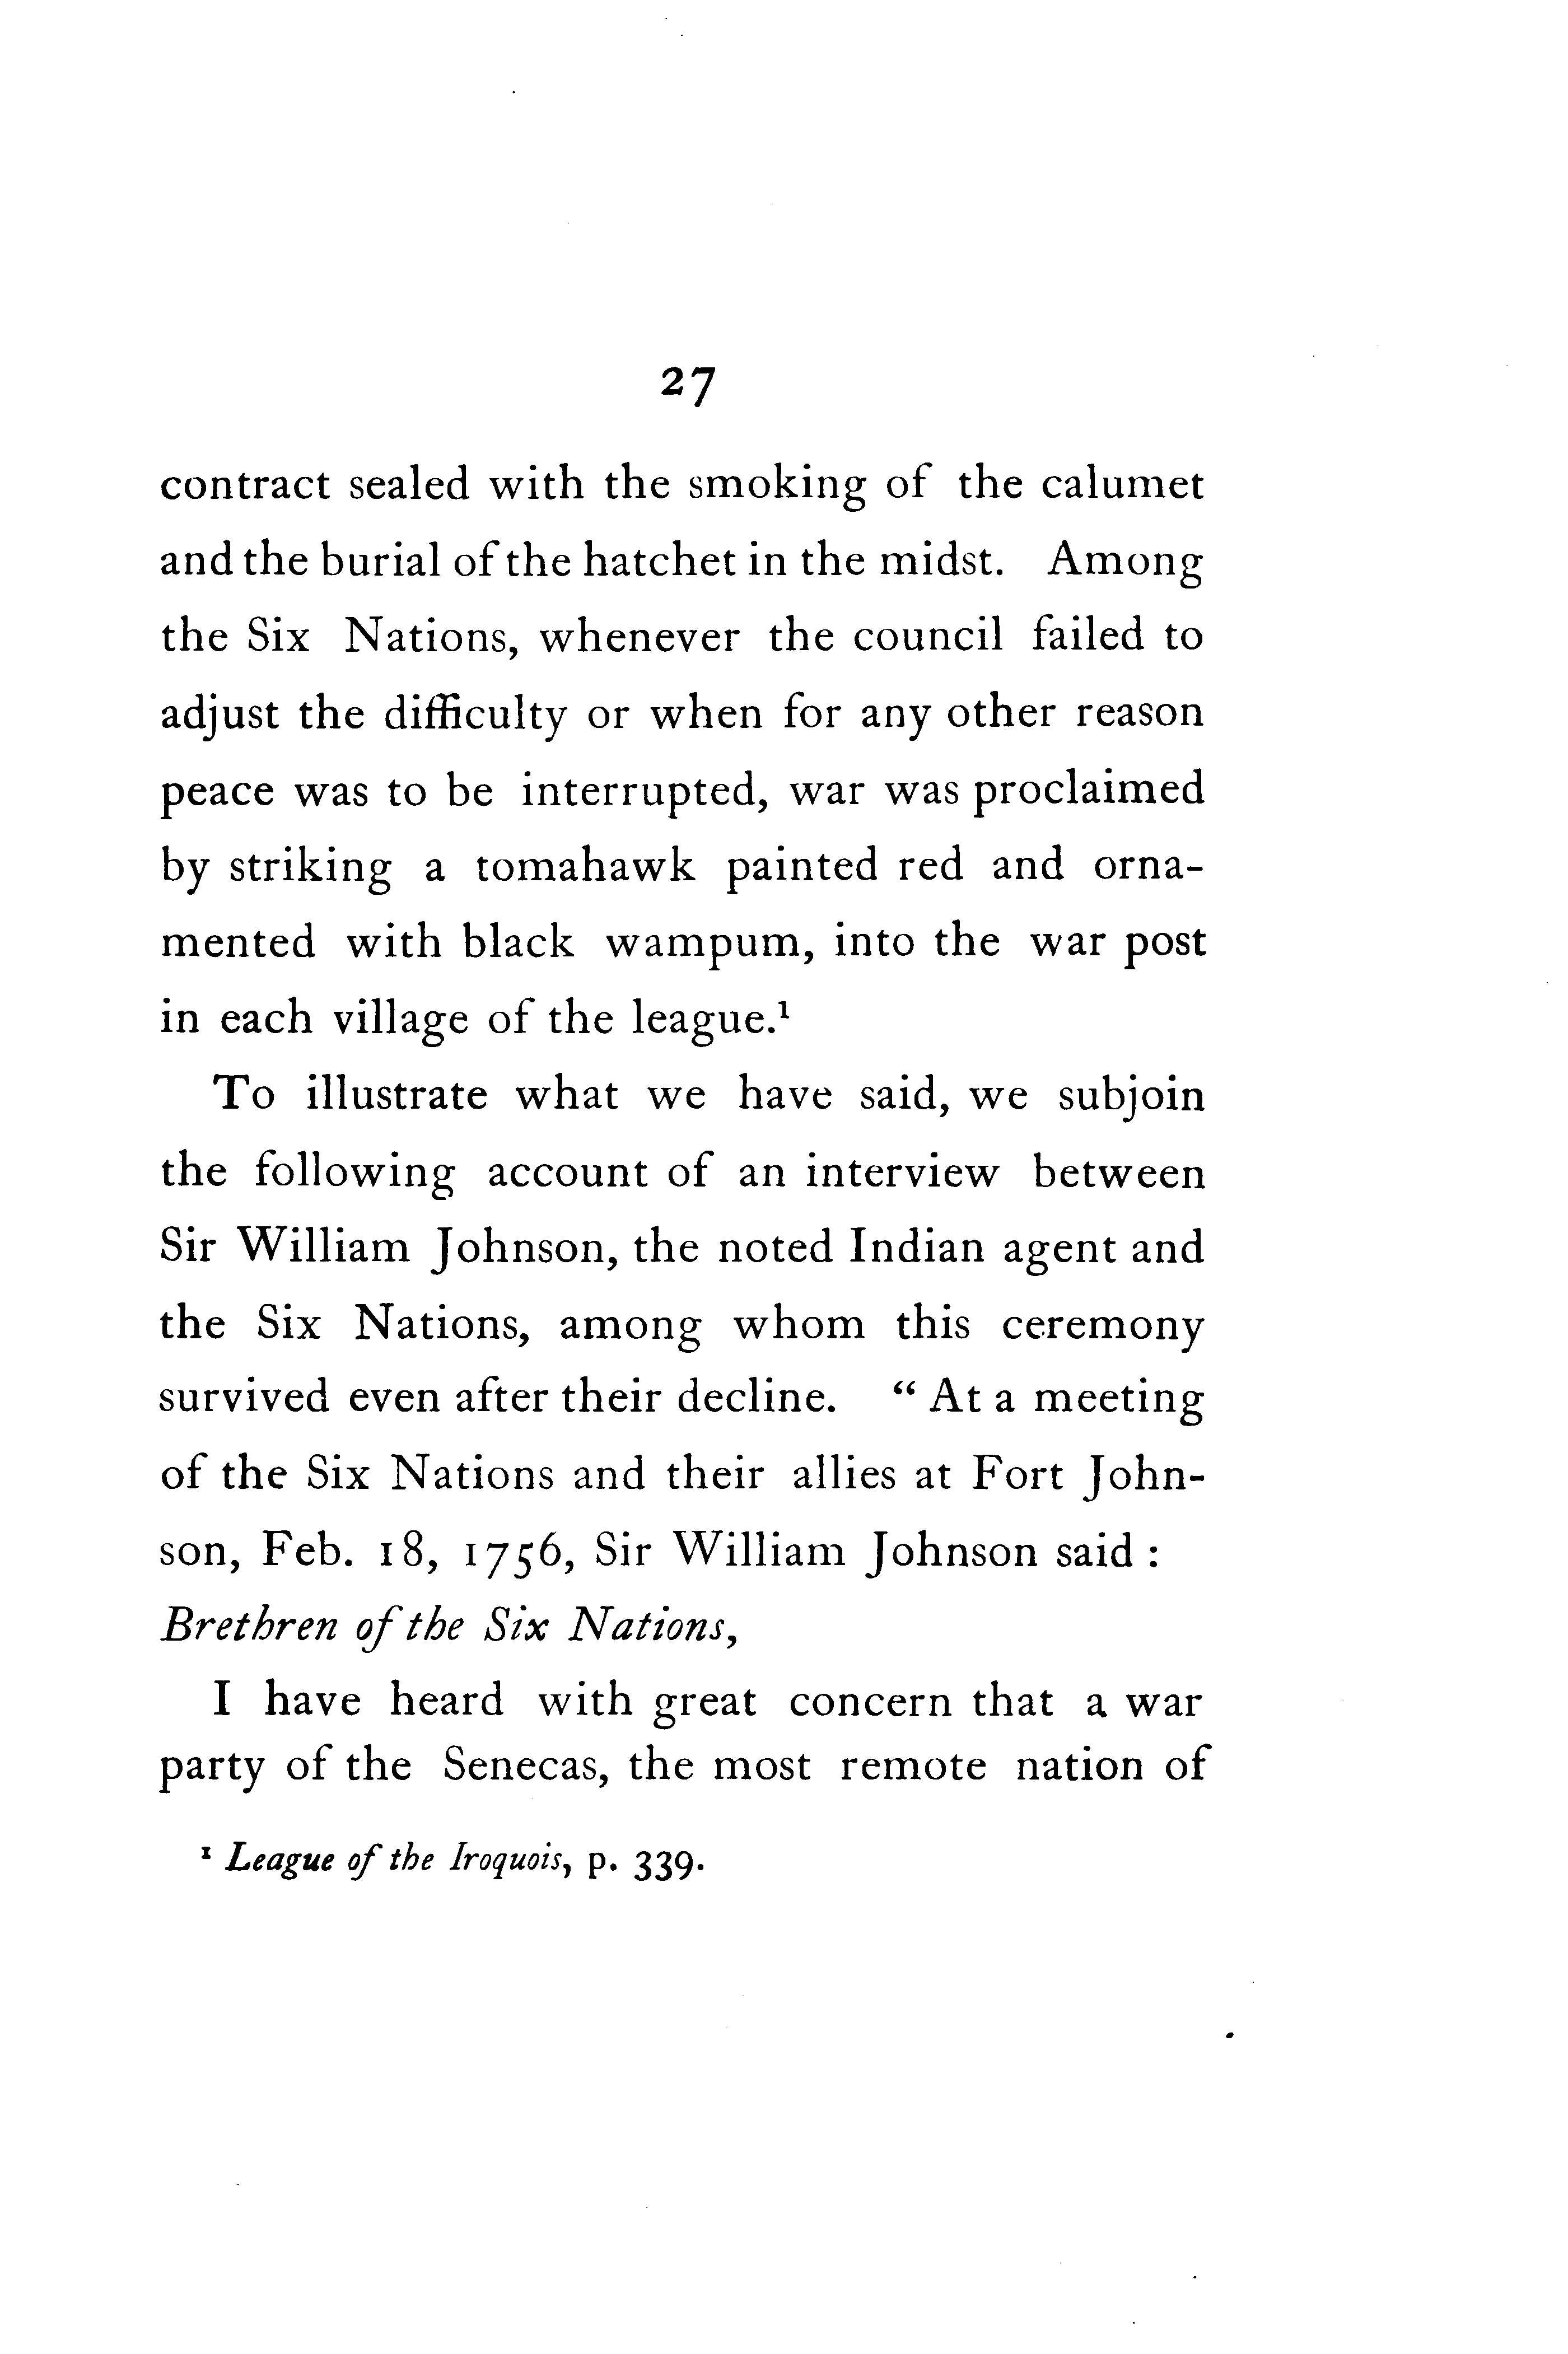 27
contract sealed with the smoking of the calumet
and the burial of the hatchet in the midst. Among
the Six Nations, whenever the council failed to
adjust the difficulty or when for any other reason
peace was to be interrupted, war was proclaimed
by striking a tomahawk painted red and orna-
mented with black wampum, into the war post
in each village of the league.¹
To illustrate what we have said, we subjoin
the following account of an interview between
Sir William Johnson, the noted Indian agent and
the Six Nations, among whom this ceremony
survived even after their decline. “ At a meeting
of the Six Nations and their allies at Fort John-
son, Feb. 18, 1756, Sir William Johnson said :
Brethren of the Six Nations,
I have heard with great concern that a war
party of the Senecas, the most remote nation of
¹ League of the Iroquois, p. 339.